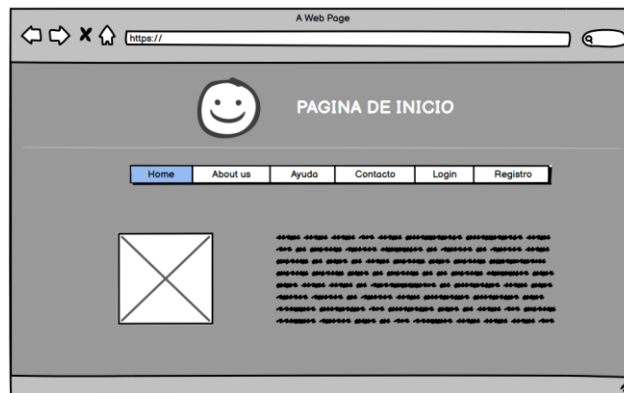 A Web Page
https://
PAGINA DE INICIO
Home About us Ayuda Contacto Login Registro